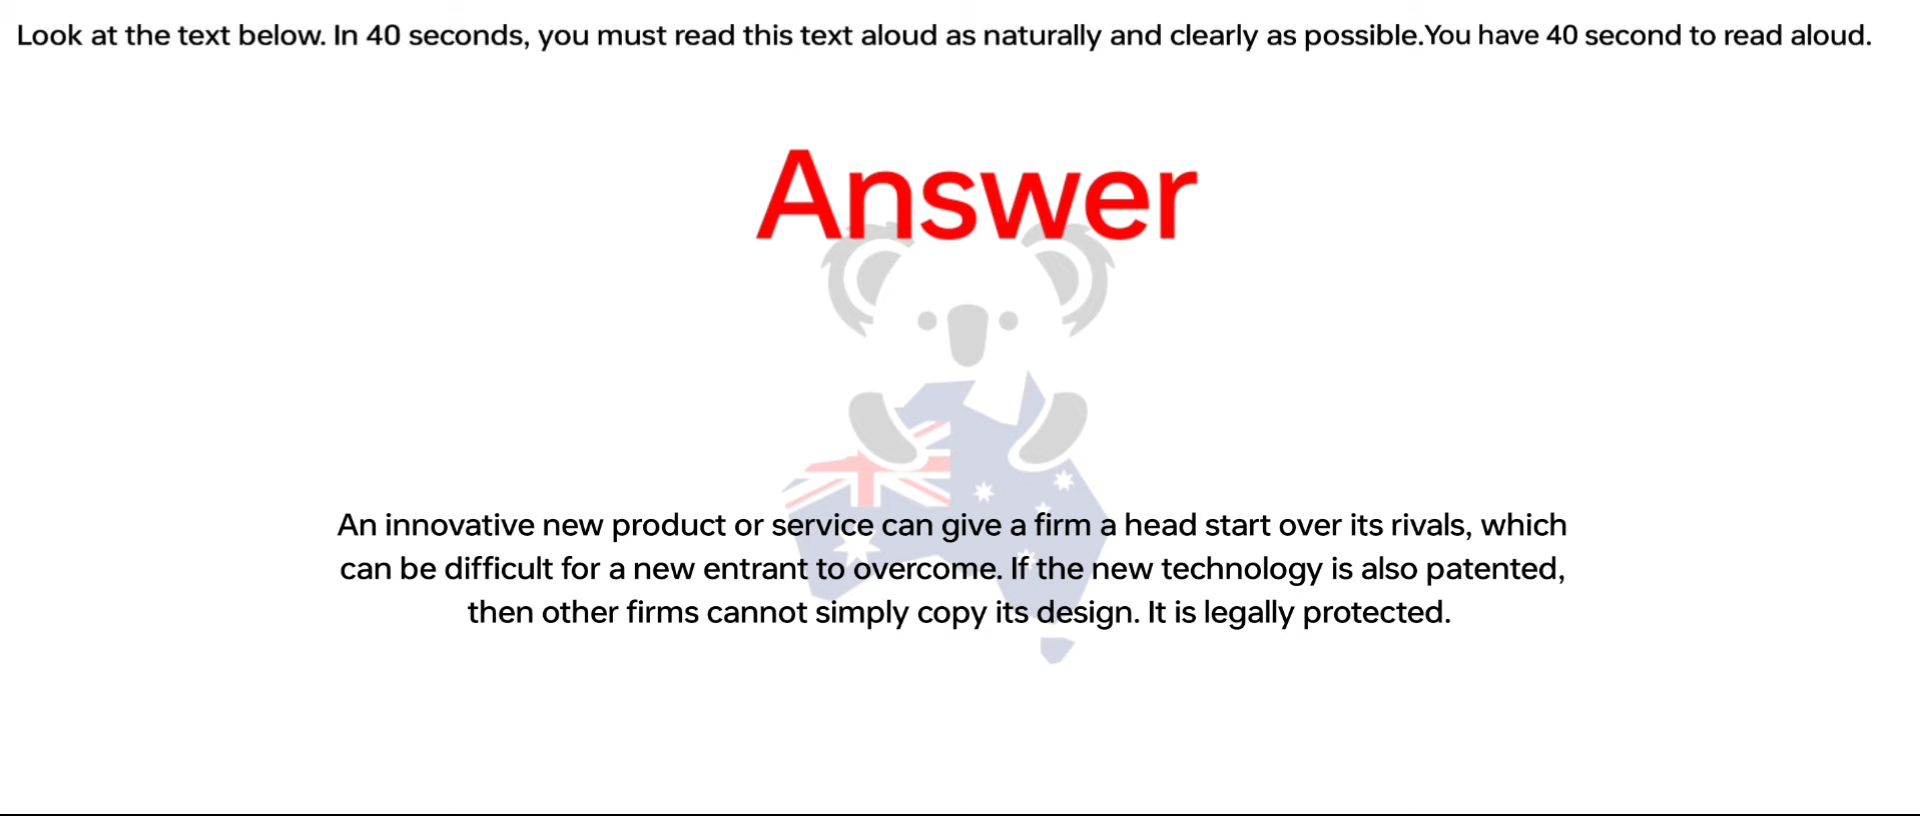 Look at the text below. In 40 seconds, you must read this text aloud as naturally and clearly as possible.You have 40 second to read aloud.
Answer
An innovative new product or service can give a firm a head start over its rivals, which
can be difficult for a new entrant to overcome. If the new technology is also patented,
then other firms cannot simply copy its design. It is legally protected.